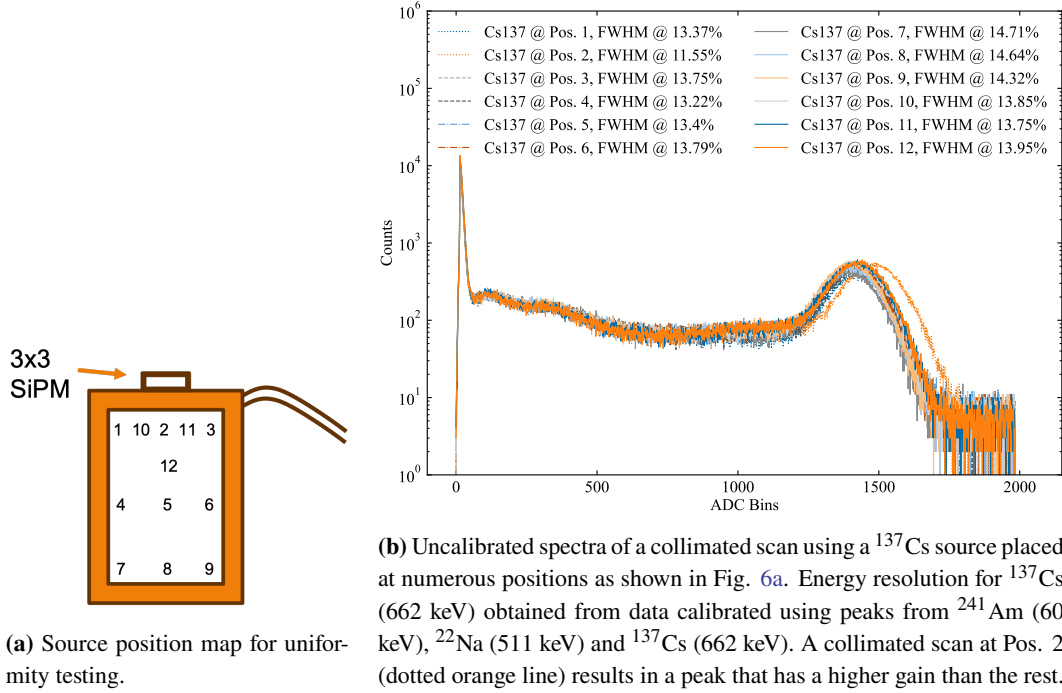 3x3
SiPM
1 10 2 11 3
12
4 5 6
7 8 9
(a) Source position map for unifor-
mity testing.
10^6
10^5
10^4
10^3
10^2
10^1
10^0
Counts
Cs137 @ Pos. 1, FWHM @ 13.37%
Cs137 @ Pos. 2, FWHM @ 11.55%
Cs137 @ Pos. 3, FWHM @ 13.75%
Cs137 @ Pos. 4, FWHM @ 13.22%
Cs137 @ Pos. 5, FWHM @ 13.4%
Cs137 @ Pos. 6, FWHM @ 13.79%
Cs137 @ Pos. 7, FWHM @ 14.71%
Cs137 @ Pos. 8, FWHM @ 14.64%
Cs137 @ Pos. 9, FWHM @ 14.32%
Cs137 @ Pos. 10, FWHM @ 13.85%
Cs137 @ Pos. 11, FWHM @ 13.75%
Cs137 @ Pos. 12, FWHM @ 13.95%
0 500 1000 1500 2000
ADC Bins
(b) Uncalibrated spectra of a collimated scan using a ^137Cs source placed
at numerous positions as shown in Fig. 6a. Energy resolution for ^137Cs
(662 keV) obtained from data calibrated using peaks from ^241Am (60
keV), ^22Na (511 keV) and ^137Cs (662 keV). A collimated scan at Pos. 2
(dotted orange line) results in a peak that has a higher gain than the rest.